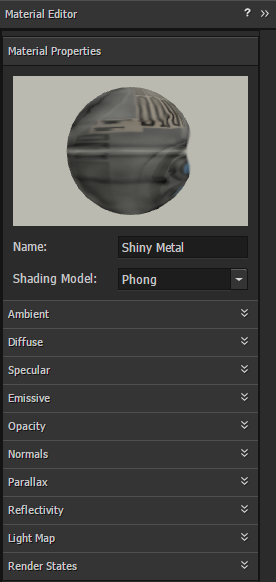 Material Editor ? »
Material Properties
Name: Shiny Metal
Shading Model: Phong
Ambient
Diffuse
Specular
Emissive
Opacity
Normals
Parallax
Reflectivity
Light Map
Render States